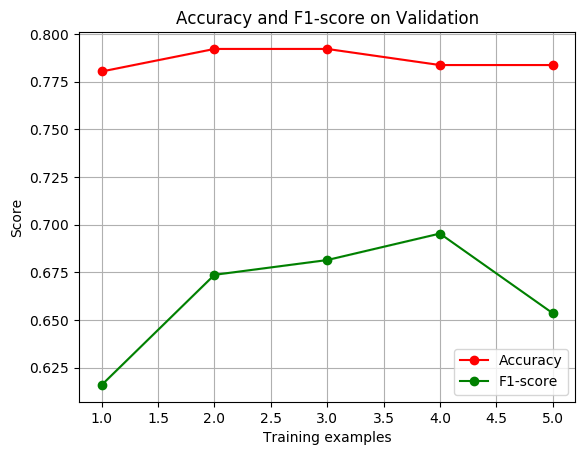 Accuracy and F1-score on Validation
Score
0.800
0.775
0.750
0.725
0.700
0.675
0.650
0.625
1.0 1.5 2.0 2.5 3.0 3.5 4.0 4.5 5.0
Training examples
Accuracy
F1-score